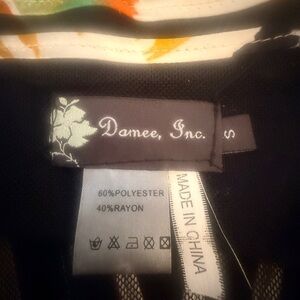 Damee, Inc.
S
60%POLYESTER
40%RAYON
MADE IN CHINA